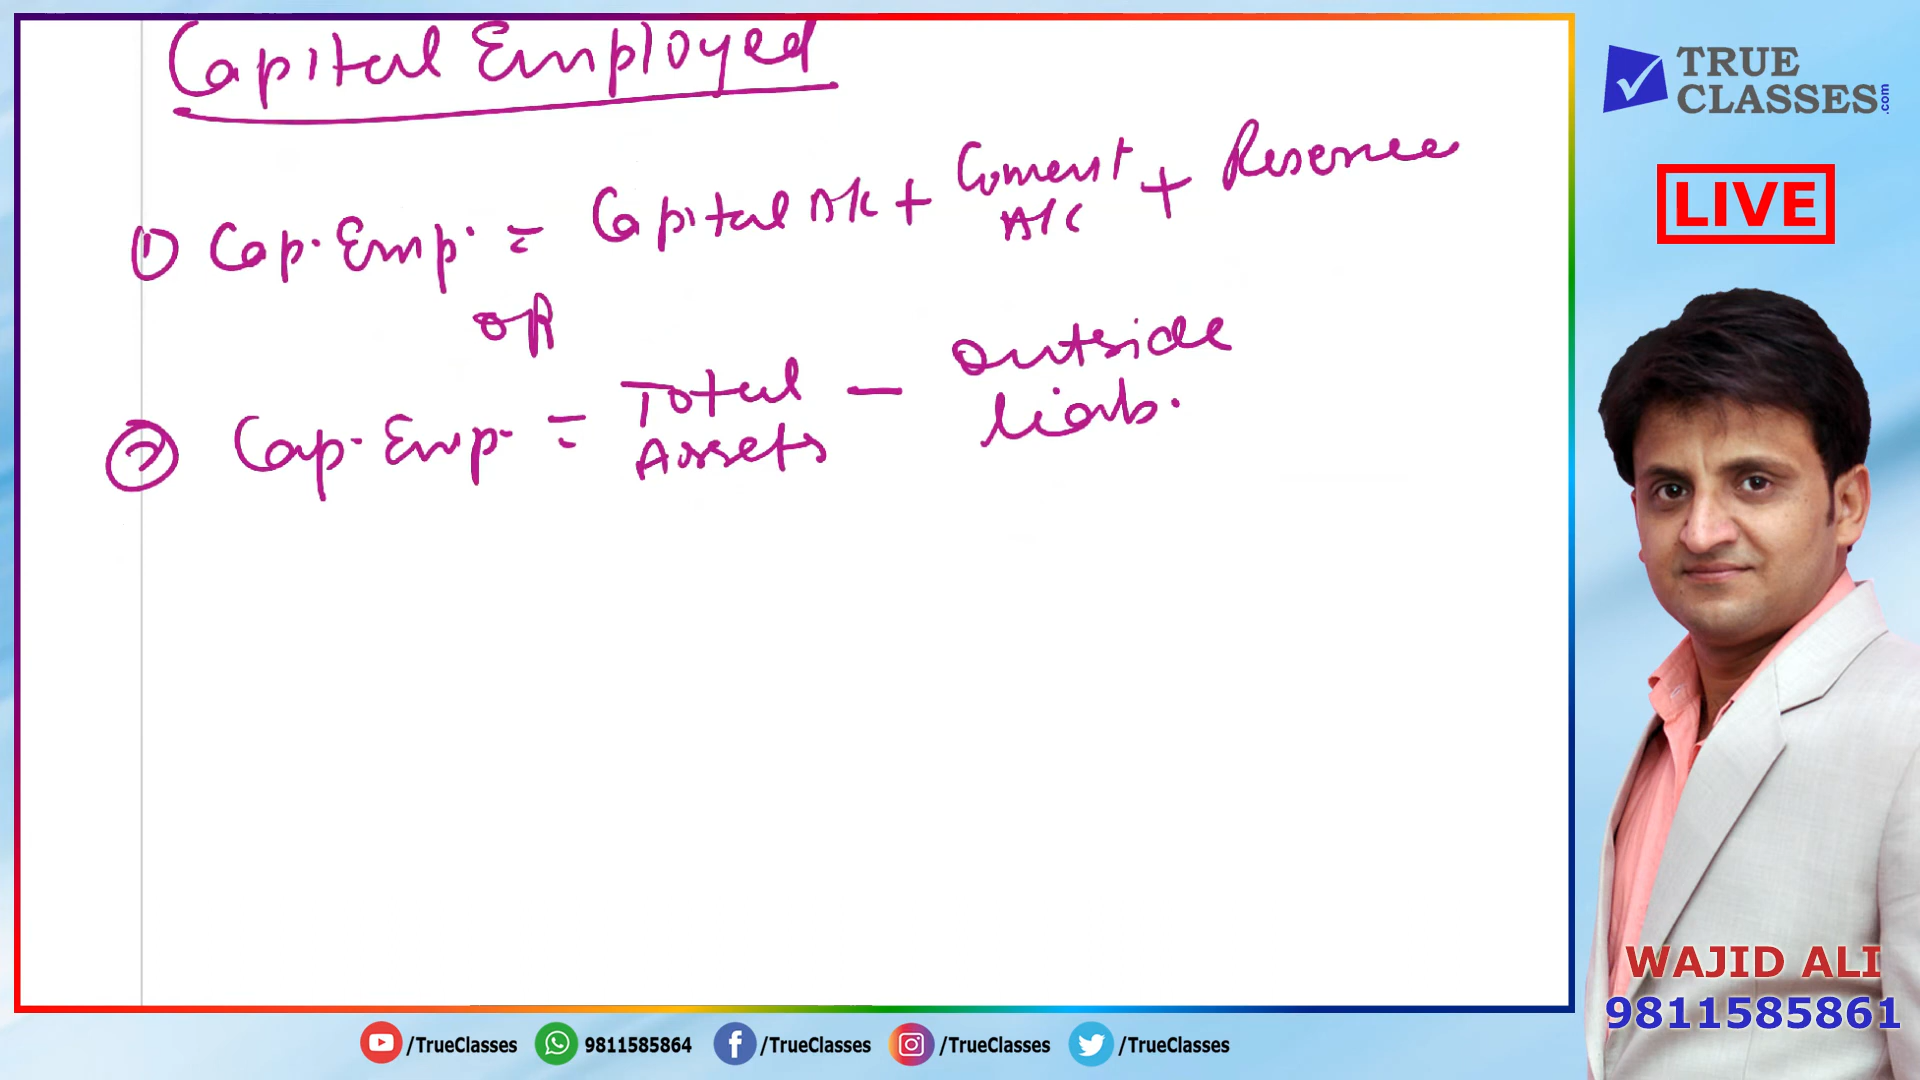 Capital Employed
① Cap. Emp. = Capital A/c + Current A/c + Reserves
OR
② Cap. Emp. = Total Assets - Outside liab.
TRUE CLASSES.com
LIVE
WAJID ALI
9811585861
/TrueClasses 9811585864 /TrueClasses /TrueClasses /TrueClasses